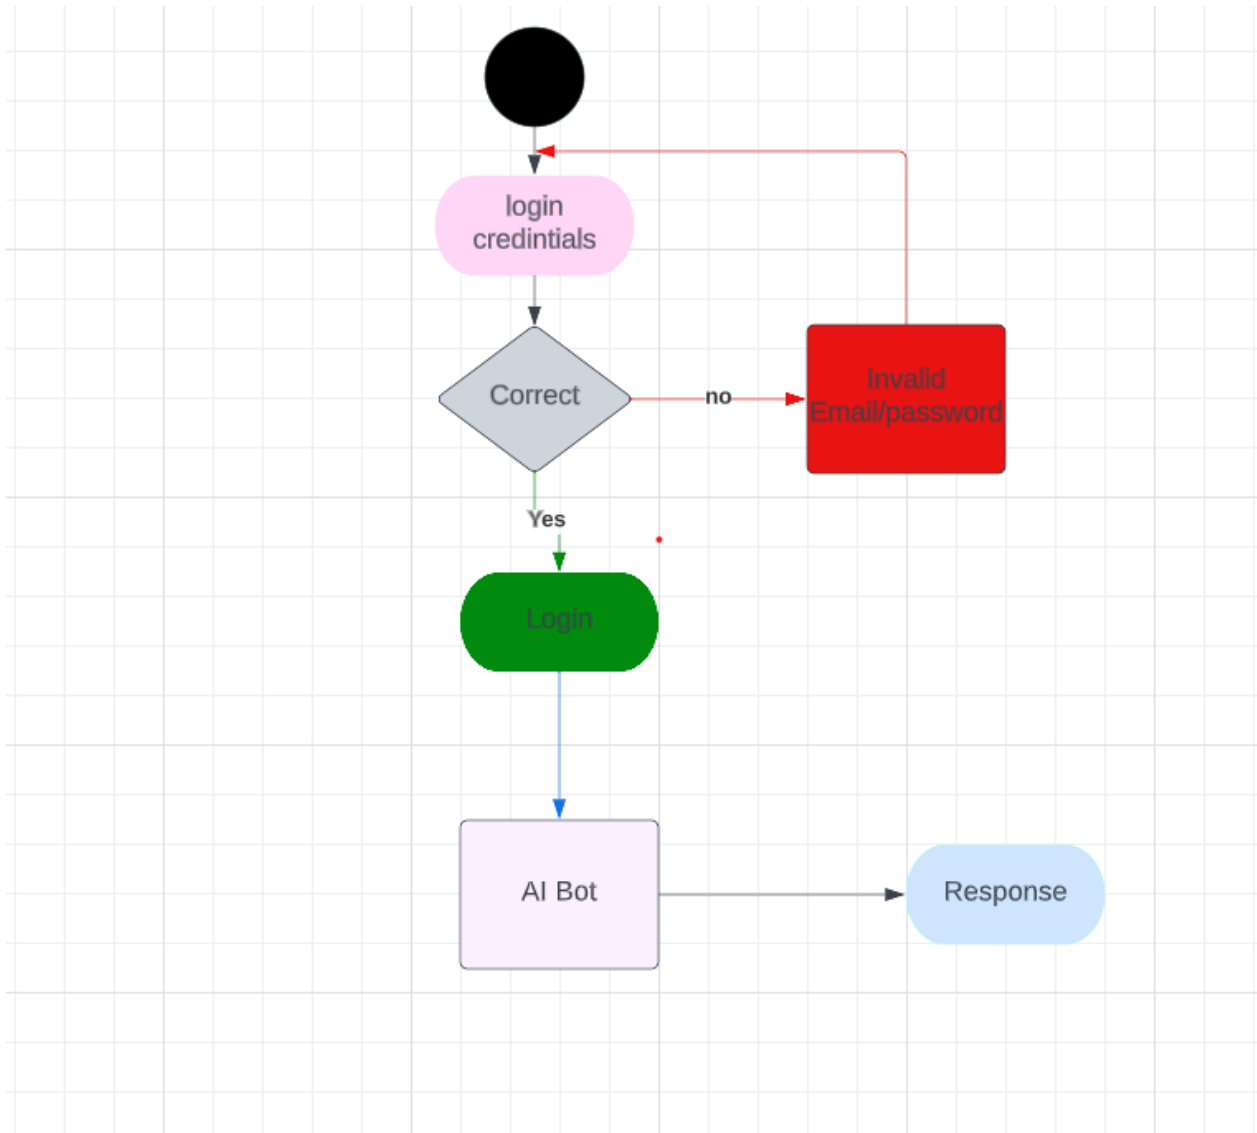 login
credintials
Correct
no
Invalid
Email/password
Yes
Login
AI Bot
Response